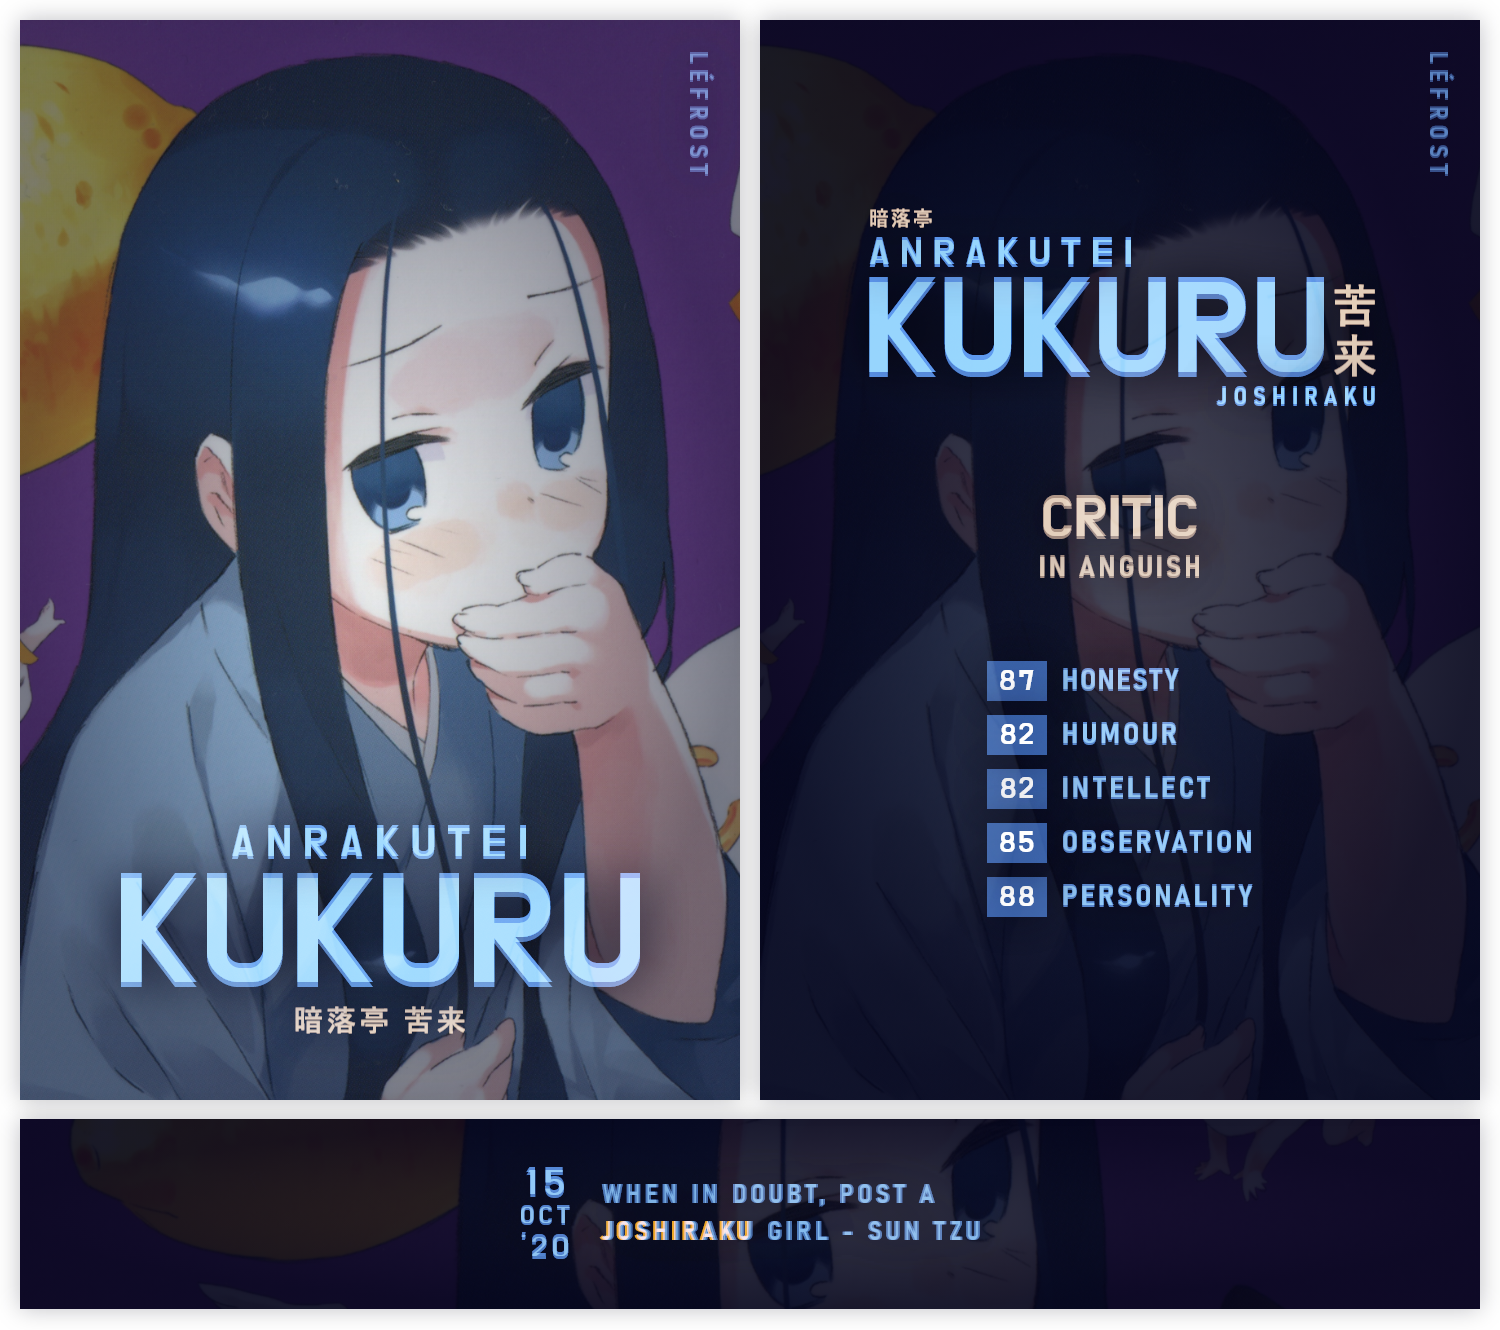 LÉFROST
ANRAKUTEI
KUKURU
暗落亭 苦来
LÉFROST
暗落亭
ANRAKUTEI
KUKURU
苦来
JOSHIRAKU
CRITIC
IN ANGUISH
87 HONESTY
82 HUMOUR
82 INTELLECT
85 OBSERVATION
88 PERSONALITY
15
OCT
'20
WHEN IN DOUBT, POST A
JOSHIRAKU GIRL - SUN TZU